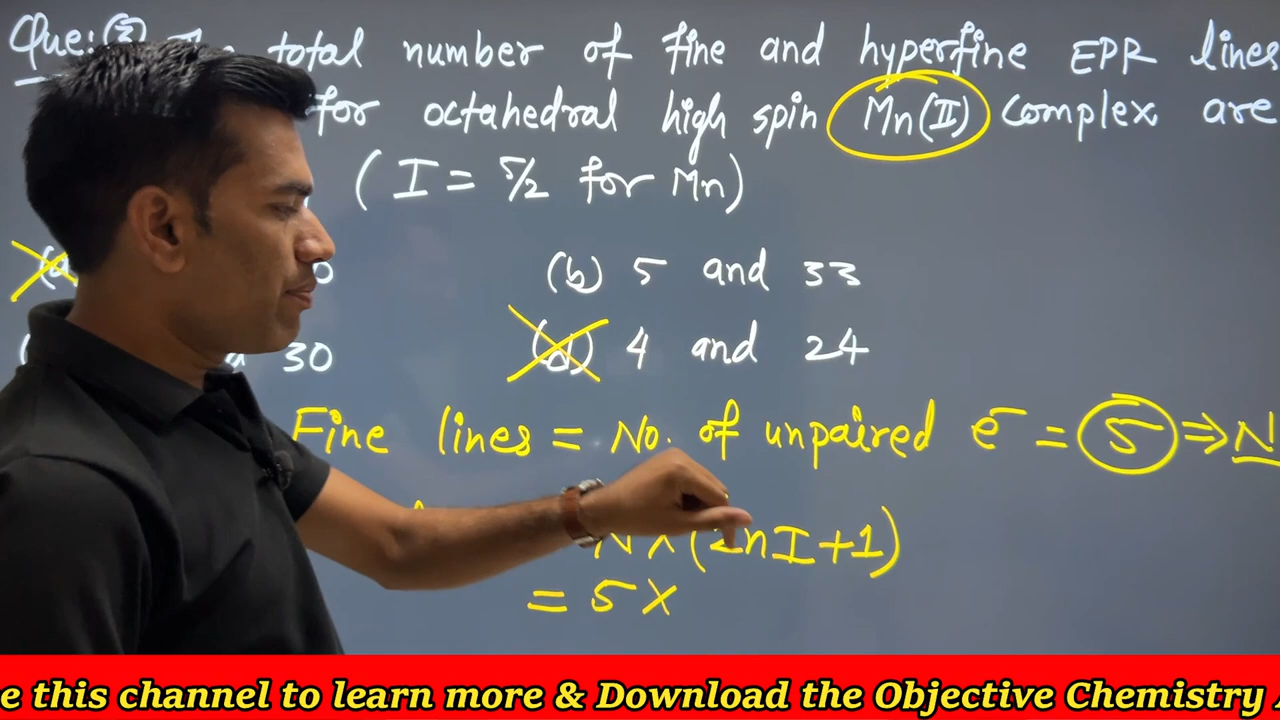 Que:(3) total number of fine and hyperfine EPR lines
for octahedral high spin Mn(II) complex are
(I = 5/2 for Mn)
(b) 5 and 33
30
(d) 4 and 24
Fine lines = No. of unpaired e⁻ = 5 ⇒ N
N X (2nI+1)
= 5 X
e this channel to learn more & Download the Objective Chemistry